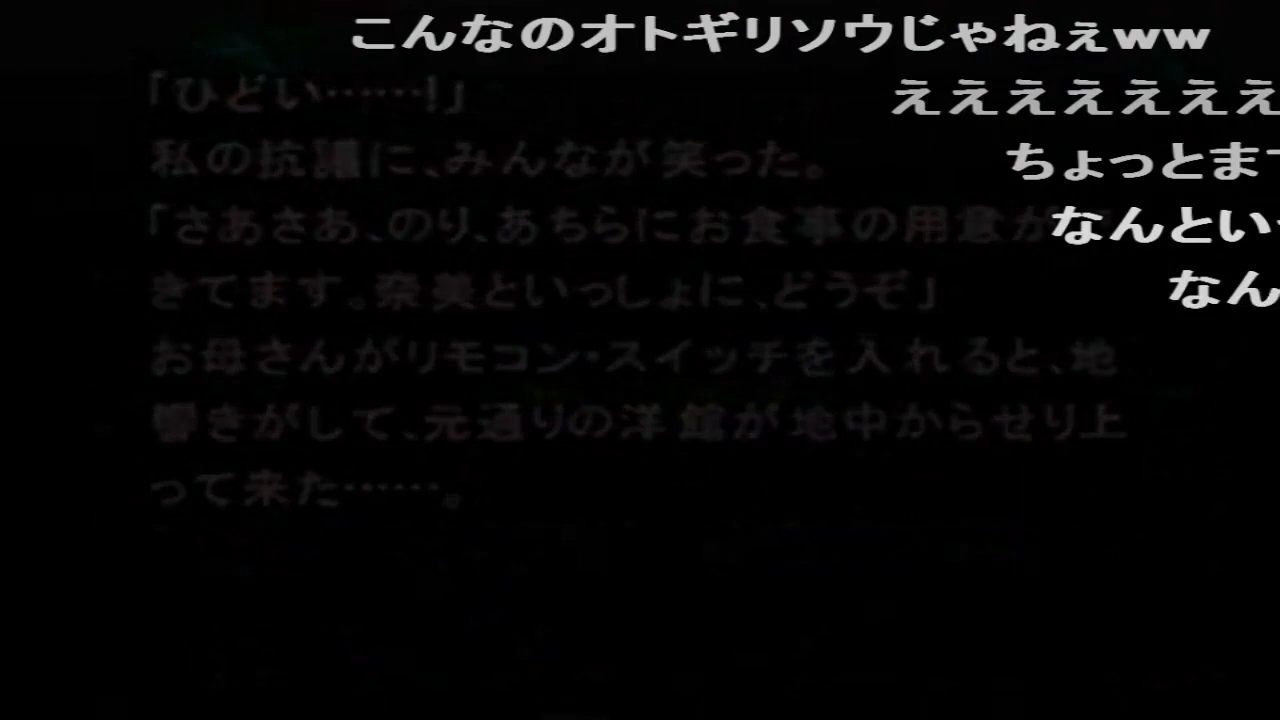 こんなのオトギリソウじゃねぇww
「ひどい……!」
えええええええ
私の抗議に、みんなが笑った。
ちょっとま
「さあさあ、のり、あちらにお食事の用意が
なんとい
きてます。奈美といっしょに、どうぞ」
なん
お母さんがリモコン・スイッチを入れると、地
響きがして、元通りの洋館が地中からせり上
って来た……。